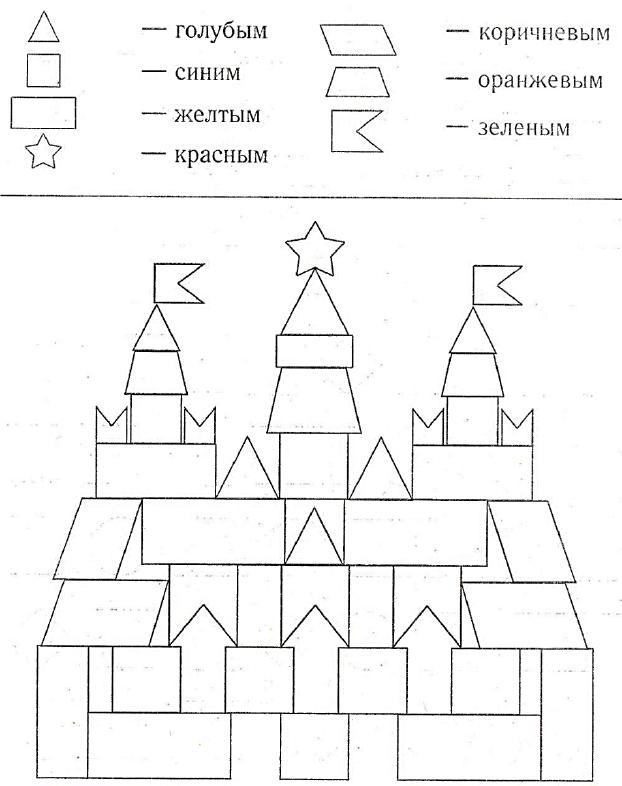 — голубым
— синим
— желтым
— красным
— коричневым
— оранжевым
— зеленым